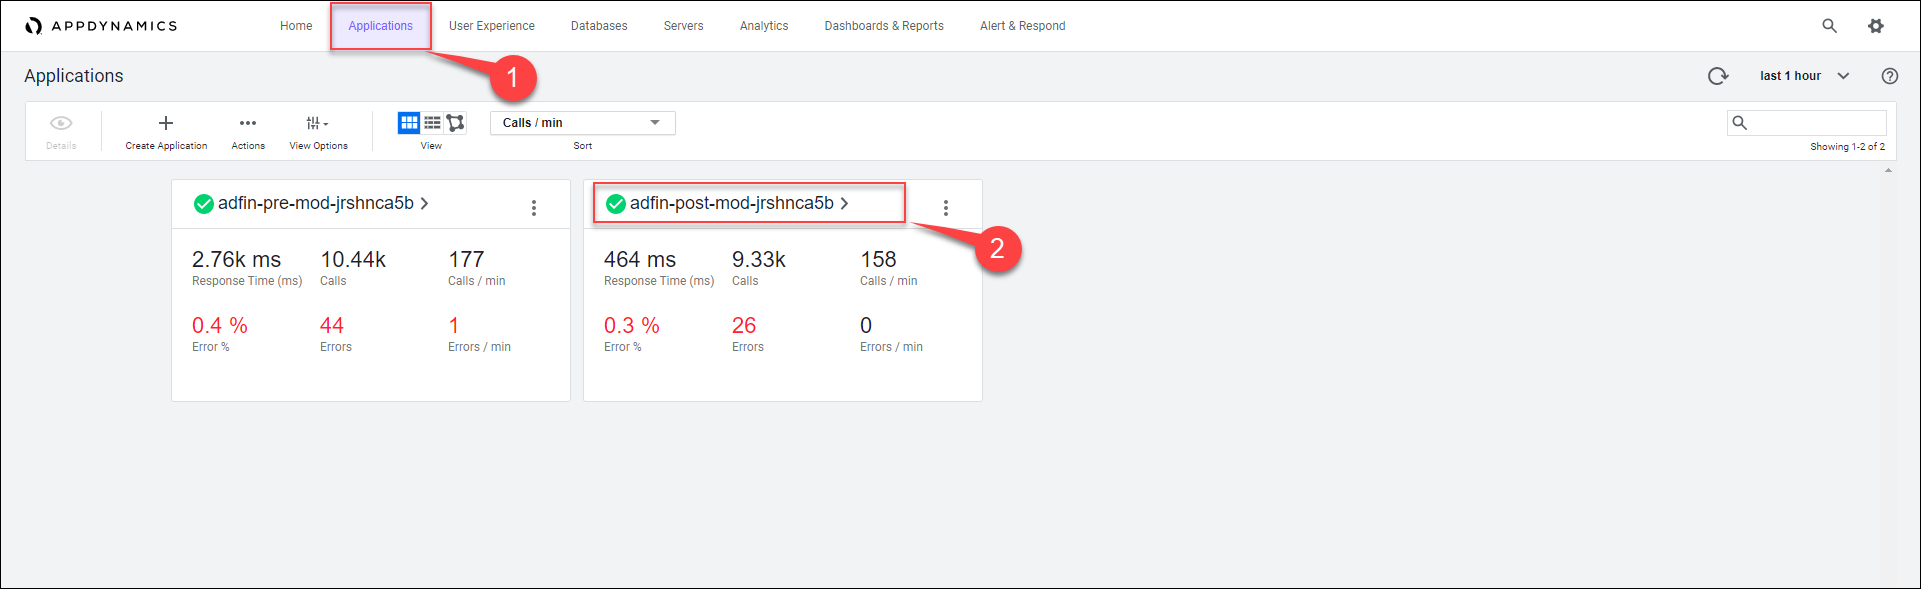 APPDYNAMICS
Home
Applications
User Experience
Databases
Servers
Analytics
Dashboards & Reports
Alert & Respond
1
Applications
last 1 hour
Details
Create Application
Actions
View Options
View
Calls / min
Sort
Showing 1-2 of 2
adfin-pre-mod-jrshnca5b
2.76k ms
Response Time (ms)
10.44k
Calls
177
Calls / min
0.4 %
Error %
44
Errors
1
Errors / min
adfin-post-mod-jrshnca5b
2
464 ms
Response Time (ms)
9.33k
Calls
158
Calls / min
0.3 %
Error %
26
Errors
0
Errors / min